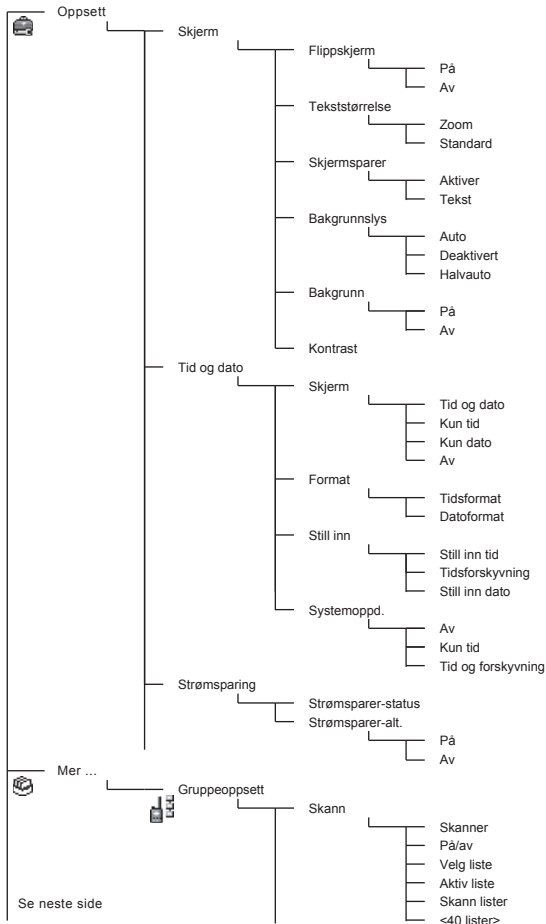 Oppsett
Skjerm
Flippskjerm
På
Av
Tekststørrelse
Zoom
Standard
Skjermsparer
Aktiver
Tekst
Bakgrunnslys
Auto
Deaktivert
Halvauto
Bakgrunn
På
Av
Kontrast
Tid og dato
Skjerm
Tid og dato
Kun tid
Kun dato
Av
Format
Tidsformat
Datoformat
Still inn
Still inn tid
Tidsforskyvning
Still inn dato
Systemoppd.
Av
Kun tid
Tid og forskyvning
Strømsparing
Strømsparer-status
Strømsparer-alt.
På
Av
Mer ...
Gruppeoppsett
Skann
Skanner
På/av
Velg liste
Aktiv liste
Skann lister
<40 lister>
Se neste side